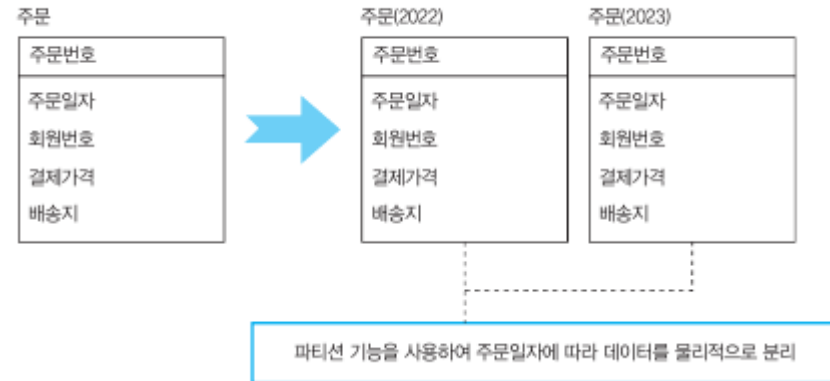 주문
주문번호
주문일자
회원번호
결제가격
배송지
주문(2022)
주문번호
주문일자
회원번호
결제가격
배송지
주문(2023)
주문번호
주문일자
회원번호
결제가격
배송지
파티션 기능을 사용하여 주문일자에 따라 데이터를 물리적으로 분리